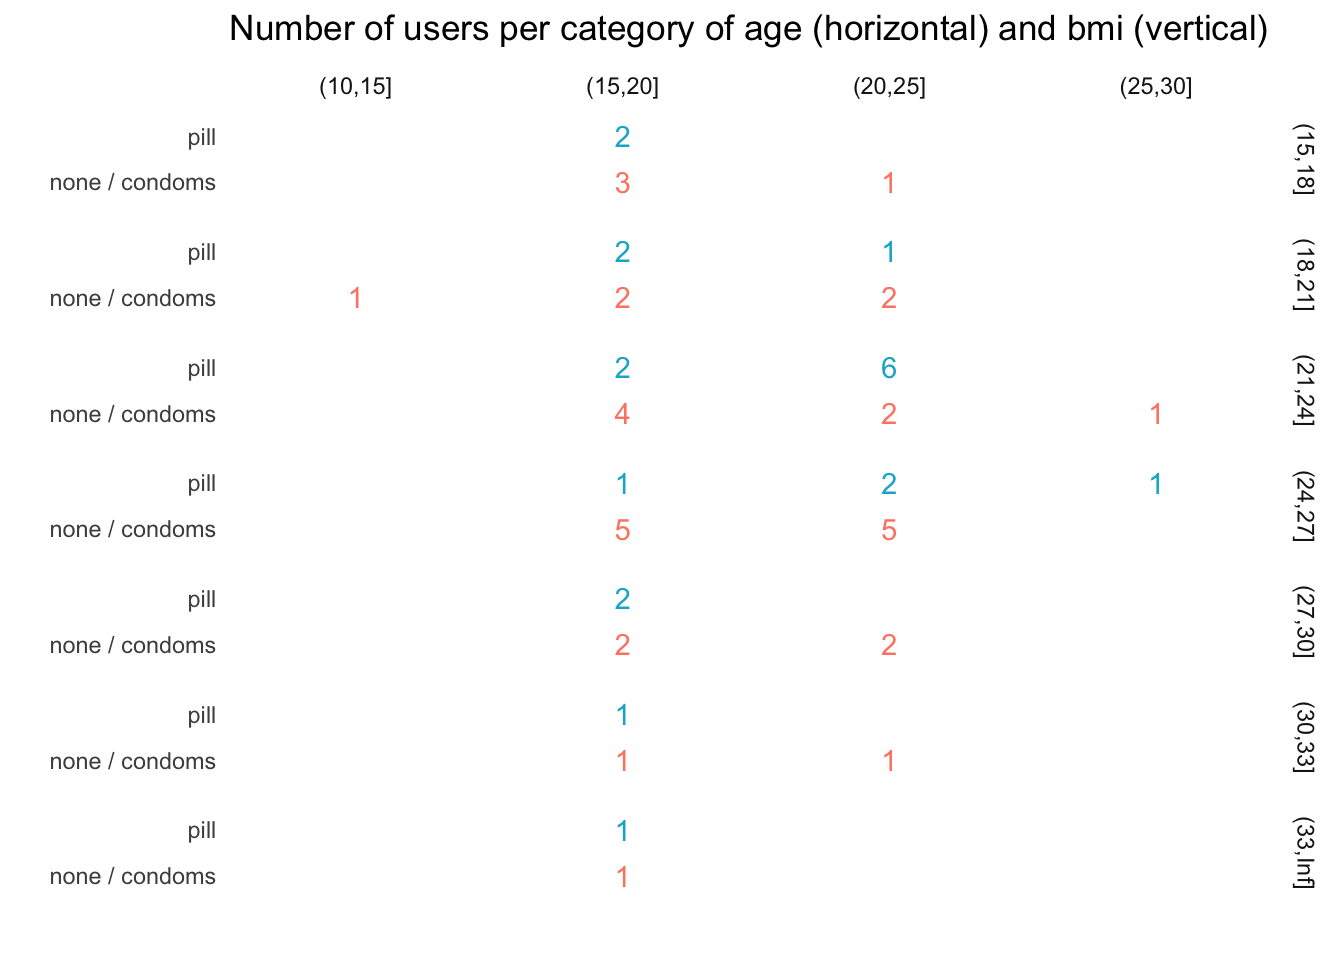 Number of users per category of age (horizontal) and bmi (vertical)
(10,15] (15,20] (20,25] (25,30]
(15,18]
pill 2
none / condoms 3 1
(18,21]
pill 2 1
none / condoms 1 2 2
(21,24]
pill 2 6
none / condoms 4 2 1
(24,27]
pill 1 2 1
none / condoms 5 5
(27,30]
pill 2
none / condoms 2 2
(30,33]
pill 1
none / condoms 1 1
(33,Inf]
pill 1
none / condoms 1